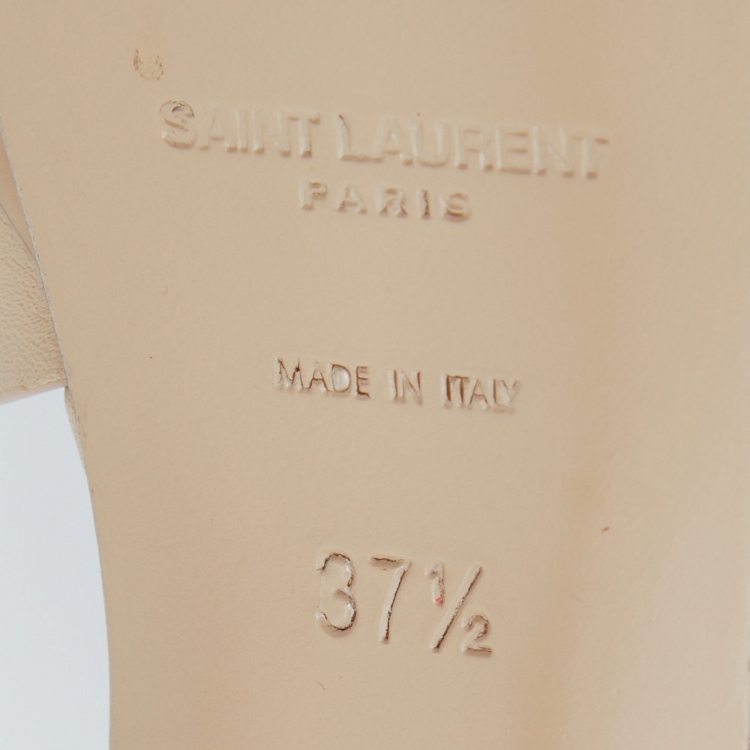 SAINT LAURENT
PARIS
MADE IN ITALY
37½